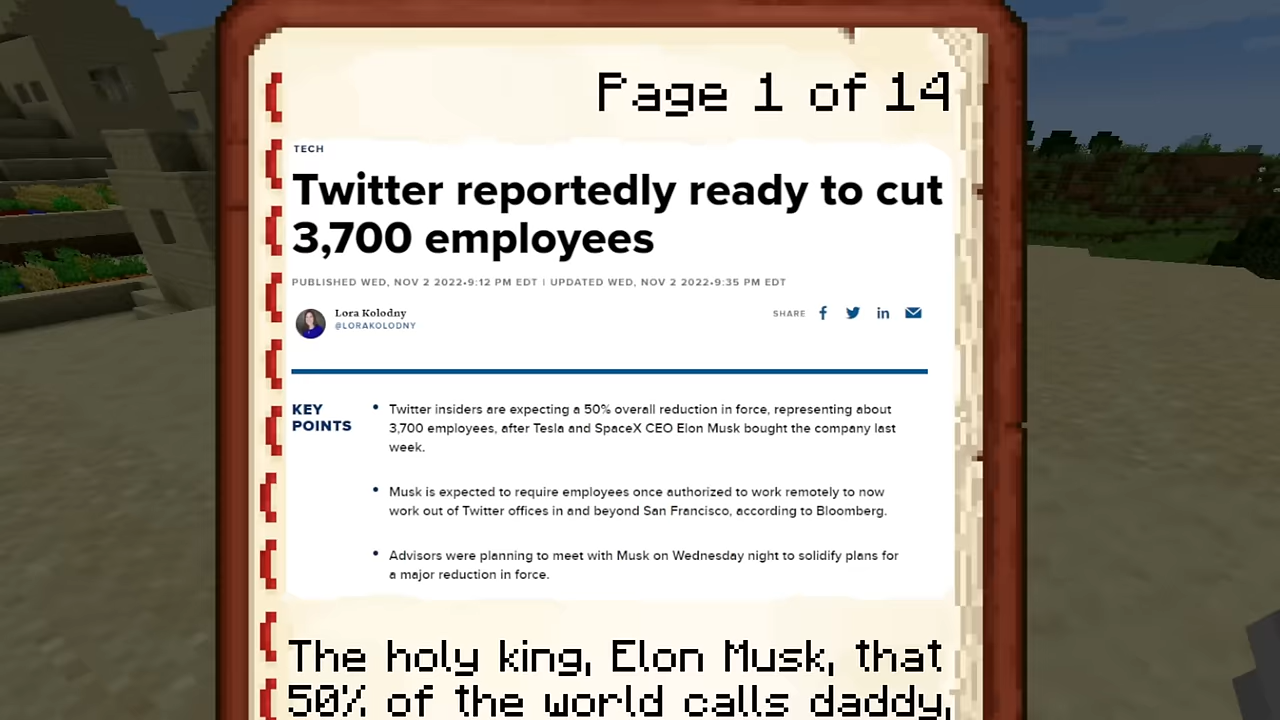 Page 1 of 14
TECH
Twitter reportedly ready to cut
3,700 employees
PUBLISHED WED, NOV 2 2022•9:12 PM EDT | UPDATED WED, NOV 2 2022•9:35 PM EDT
Lora Kolodny
@LORAKOLODNY
SHARE f in
KEY
POINTS
• Twitter insiders are expecting a 50% overall reduction in force, representing about
3,700 employees, after Tesla and SpaceX CEO Elon Musk bought the company last
week.
• Musk is expected to require employees once authorized to work remotely to now
work out of Twitter offices in and beyond San Francisco, according to Bloomberg.
• Advisors were planning to meet with Musk on Wednesday night to solidify plans for
a major reduction in force.
The holy king, Elon Musk, that
50% of the world calls daddy,